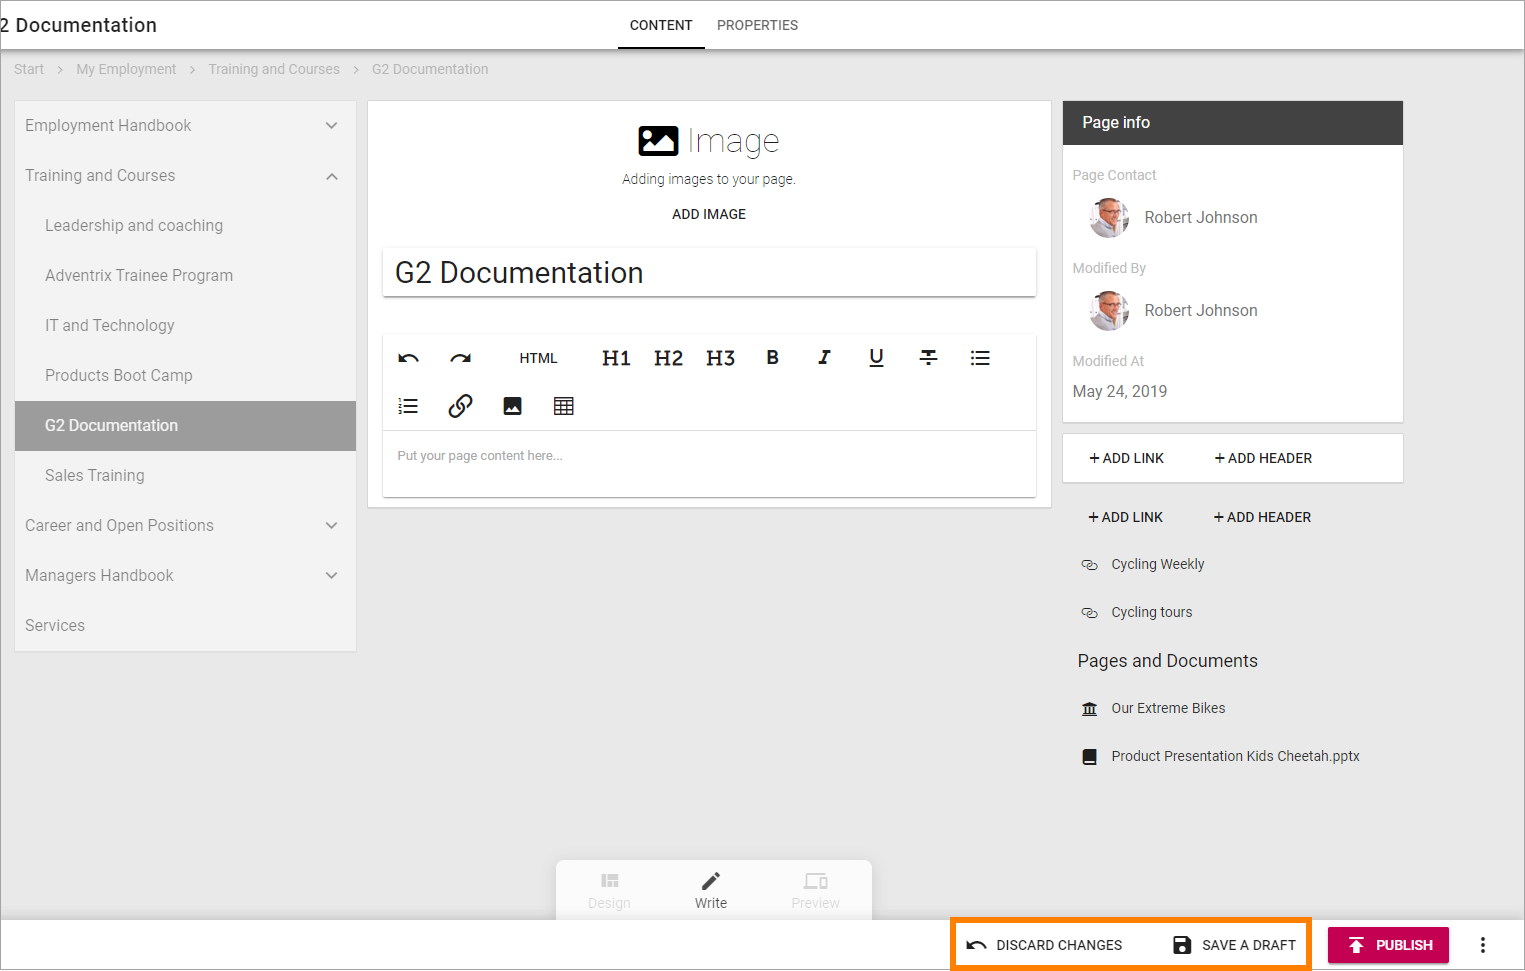 2 Documentation
CONTENT
PROPERTIES
Start > My Employment > Training and Courses > G2 Documentation
Employment Handbook
Training and Courses
Leadership and coaching
Adventrix Trainee Program
IT and Technology
Products Boot Camp
G2 Documentation
Sales Training
Career and Open Positions
Managers Handbook
Services
Image
Adding images to your page.
ADD IMAGE
G2 Documentation
HTML H1 H2 H3 B I U
Put your page content here...
Page info
Page Contact
Robert Johnson
Modified By
Robert Johnson
Modified At
May 24, 2019
+ ADD LINK + ADD HEADER
+ ADD LINK + ADD HEADER
Cycling Weekly
Cycling tours
Pages and Documents
Our Extreme Bikes
Product Presentation Kids Cheetah.pptx
Design Write Preview
DISCARD CHANGES SAVE A DRAFT PUBLISH